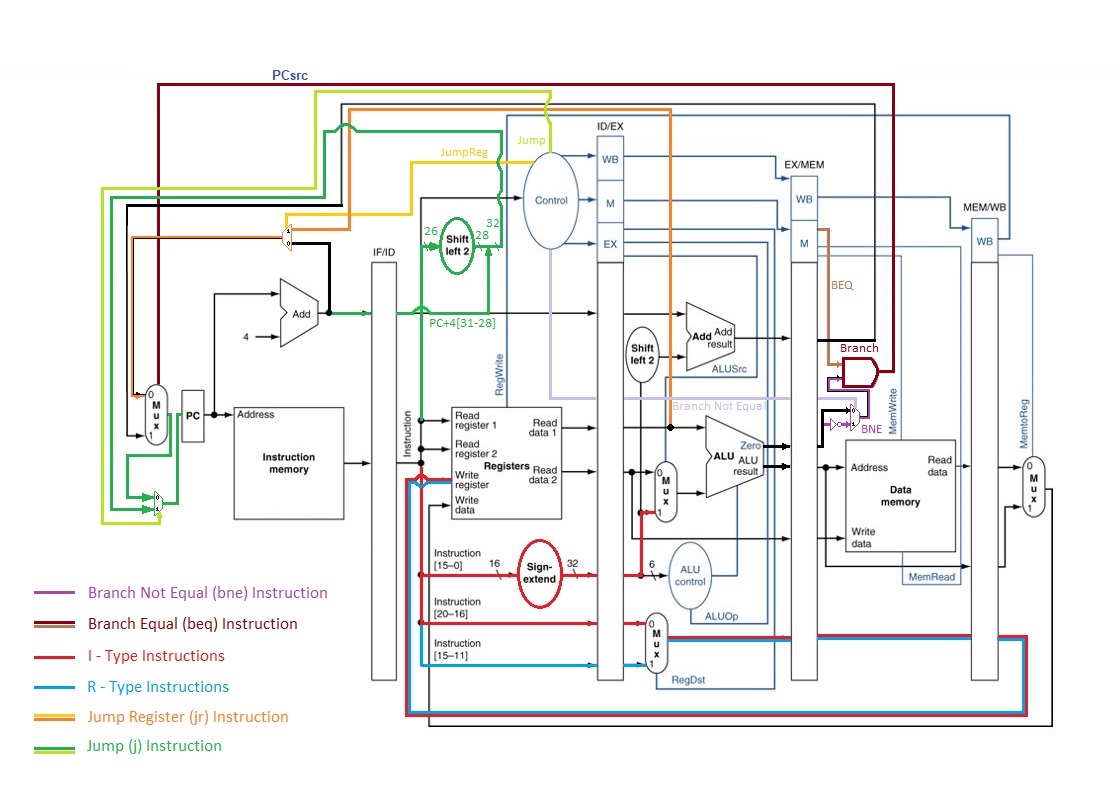 PCsrc
ID/EX
Jump
JumpReg
WB
EX/MEM
Control
M
WB
MEM/WB
26
Shift
left 2
28
32
EX
M
WB
IF/ID
BEQ
Add
4
PC+4[31-28]
Add
Add
result
Shift
left 2
ALUSrc
Branch
RegWrite
Branch Not Equal
BNE
MemWrite
MemtoReg
0
M
u
x
1
PC
Address
Instruction
memory
Instruction
Read
register 1
Read
register 2
Write
register
Write
data
Registers
Read
data 1
Read
data 2
Zero
ALU
ALU
result
0
M
u
x
1
0
1
0
1
0
1
Address
Read
data
Data
memory
Write
data
0
M
u
x
1
Instruction
[15–0]
16
Sign-
extend
32
6
ALU
control
MemRead
ALUOp
Instruction
[20–16]
Instruction
[15–11]
0
M
u
x
1
RegDst
Branch Not Equal (bne) Instruction
Branch Equal (beq) Instruction
I - Type Instructions
R - Type Instructions
Jump Register (jr) Instruction
Jump (j) Instruction